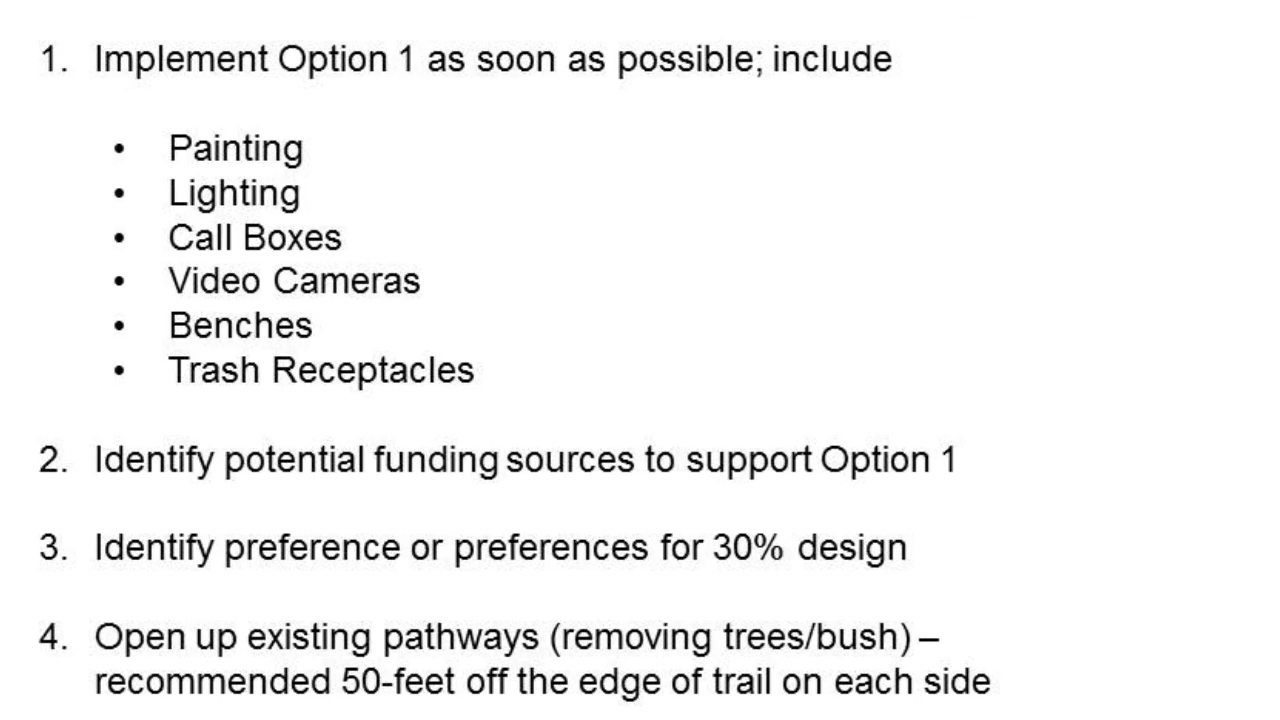 1. Implement Option 1 as soon as possible; include
• Painting
• Lighting
• Call Boxes
• Video Cameras
• Benches
• Trash Receptacles
2. Identify potential funding sources to support Option 1
3. Identify preference or preferences for 30% design
4. Open up existing pathways (removing trees/bush) –
recommended 50-feet off the edge of trail on each side